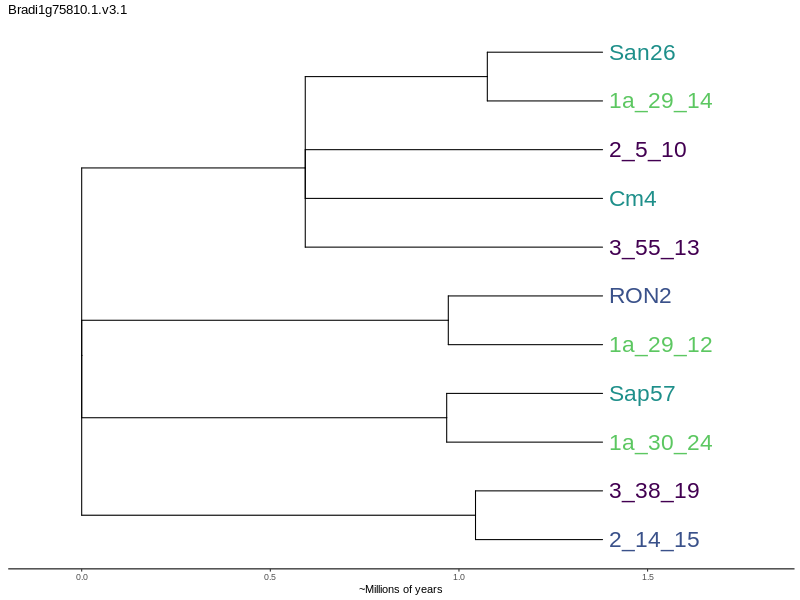 Bradi1g75810.1.v3.1
San26
1a_29_14
2_5_10
Cm4
3_55_13
RON2
1a_29_12
Sap57
1a_30_24
3_38_19
2_14_15
0.0 0.5 1.0 1.5
~Millions of years